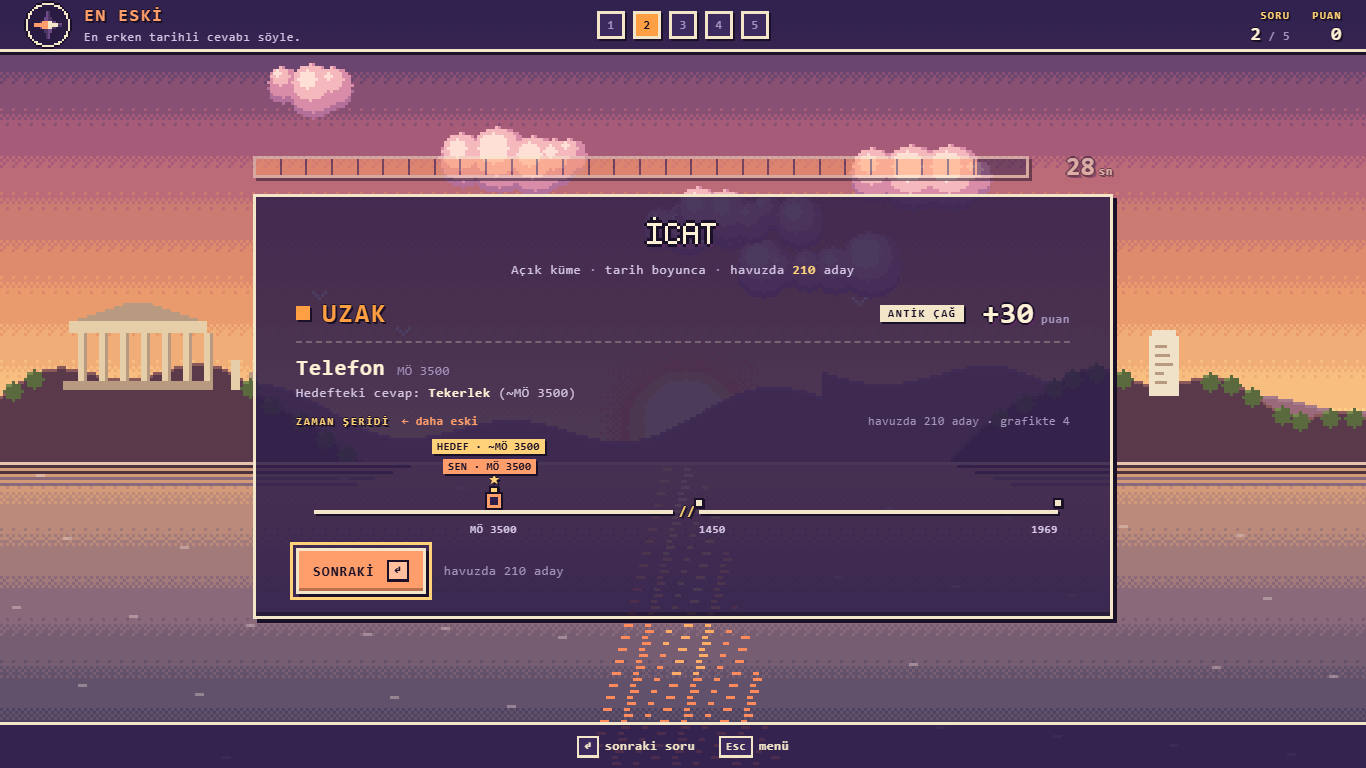 EN ESKİ
En erken tarihli cevabı söyle.
1 2 3 4 5
SORU PUAN
2 / 5 0
28 sn
İCAT
Açık küme · tarih boyunca · havuzda 210 aday
UZAK
ANTİK ÇAĞ +30 puan
Telefon MÖ 3500
Hedefteki cevap: Tekerlek (~MÖ 3500)
ZAMAN ŞERİDİ ← daha eski
havuzda 210 aday · grafikte 4
HEDEF · ~MÖ 3500
SEN · MÖ 3500
//
MÖ 3500 1450 1969
SONRAKİ ↵
havuzda 210 aday
↵ sonraki soru Esc menü